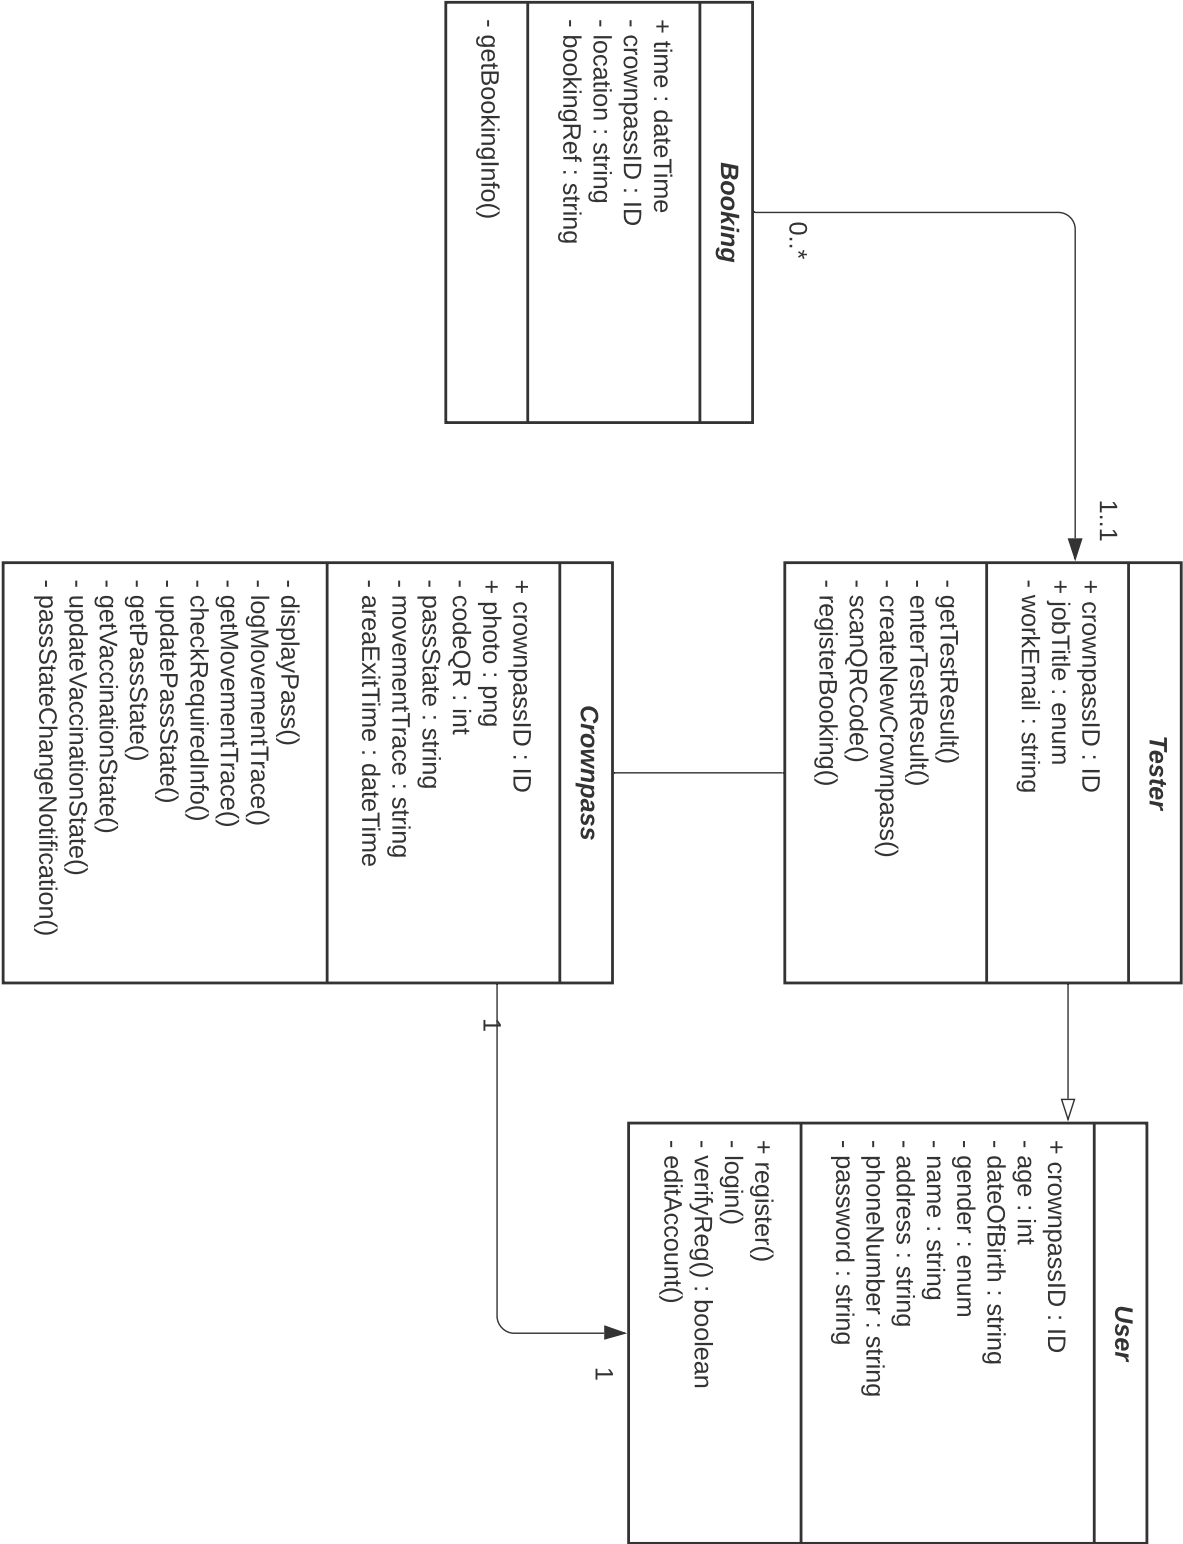 Booking
+ time : dateTime
- crownpassID : ID
- location : string
- bookingRef : string
- getBookingInfo()
0..*
1..1
Tester
+ crownpassID : ID
+ jobTitle : enum
- workEmail : string
- getTestResult()
- enterTestResult()
- createNewCrownpass()
- scanQRCode()
- registerBooking()
User
+ crownpassID : ID
- age : int
- dateOfBirth : string
- gender : enum
- name : string
- address : string
- phoneNumber : string
- password : string
+ register()
- login()
- verifyReg() : boolean
- editAccount()
Crownpass
+ crownpassID : ID
+ photo : png
- codeQR : int
- passState : string
- movementTrace : string
- areaExitTime : dateTime
- displayPass()
- logMovementTrace()
- getMovementTrace()
- checkRequiredInfo()
- updatePassState()
- getPassState()
- getVaccinationState()
- updateVaccinationState()
- passStateChangeNotification()
1
1